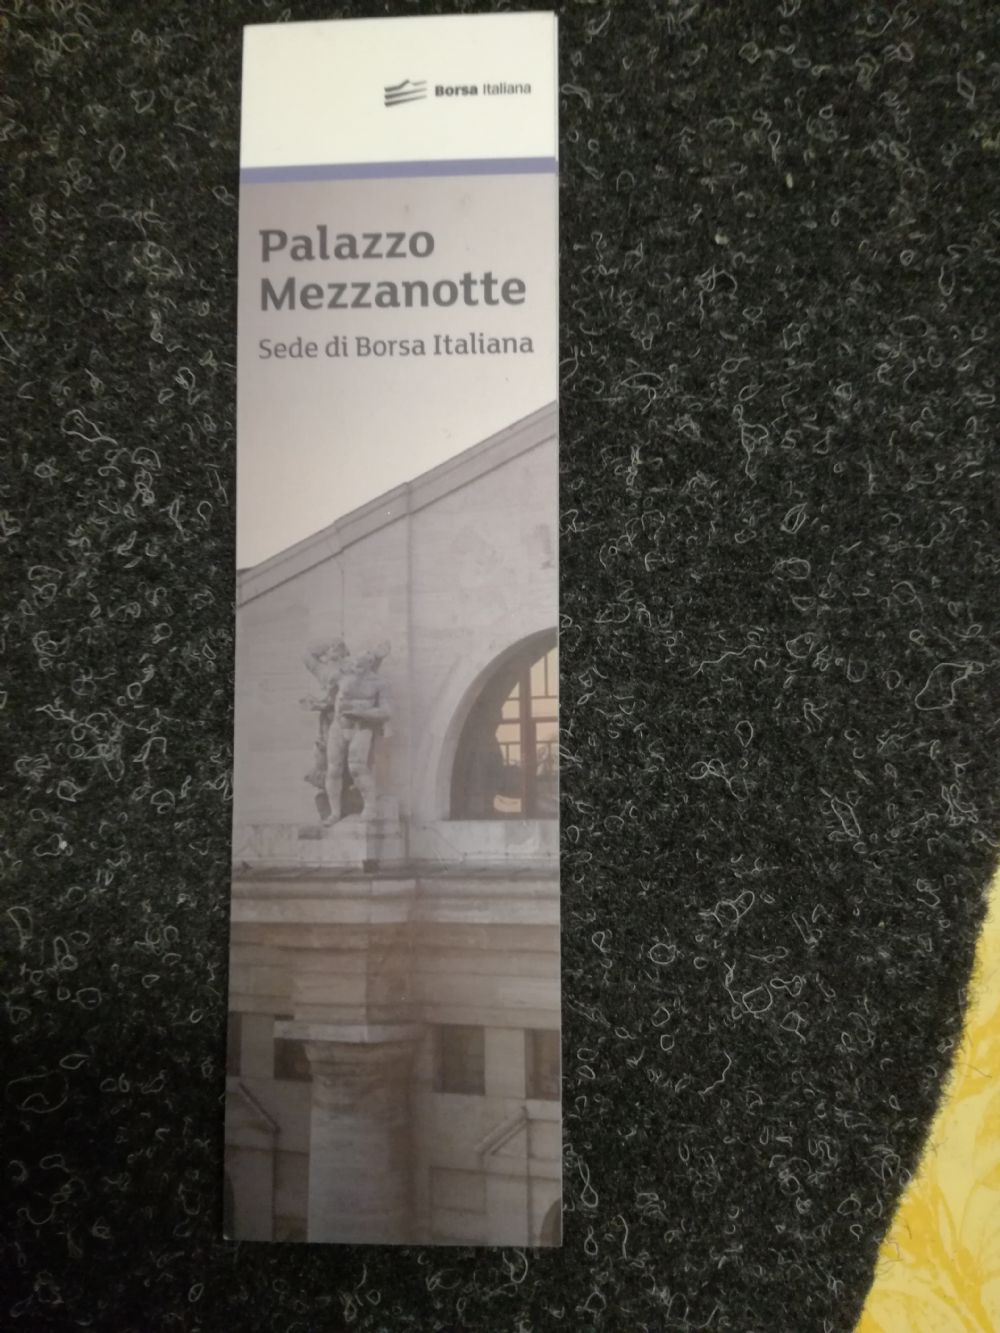 Borsa Italiana
Palazzo
Mezzanotte
Sede di Borsa Italiana